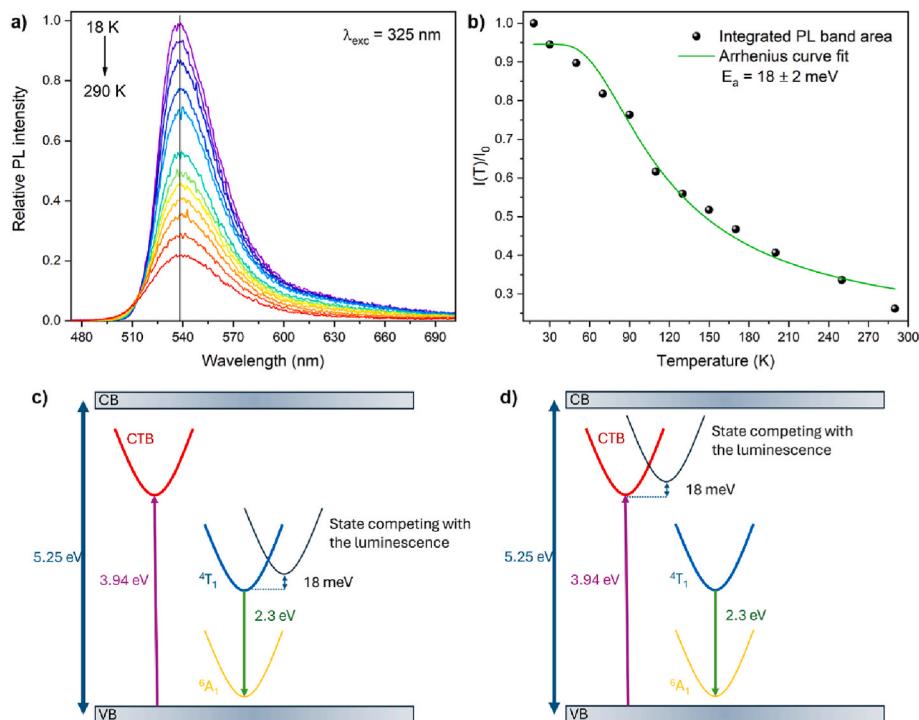 a)
18 K
290 K
λexc = 325 nm
1.0
0.8
0.6
0.4
0.2
0.0
Relative PL intensity
480 510 540 570 600 630 660 690
Wavelength (nm)
b)
Integrated PL band area
Arrhenius curve fit
Ea = 18 ± 2 meV
1.0
0.9
0.8
0.7
0.6
0.5
0.4
0.3
I(T)/I0
30 60 90 120 150 180 210 240 270 300
Temperature (K)
c)
CB
CTB
State competing with
the luminescence
5.25 eV
3.94 eV
⁴T₁
18 meV
2.3 eV
⁶A₁
VB
d)
CB
CTB
State competing with
the luminescence
18 meV
5.25 eV
3.94 eV
⁴T₁
2.3 eV
⁶A₁
VB